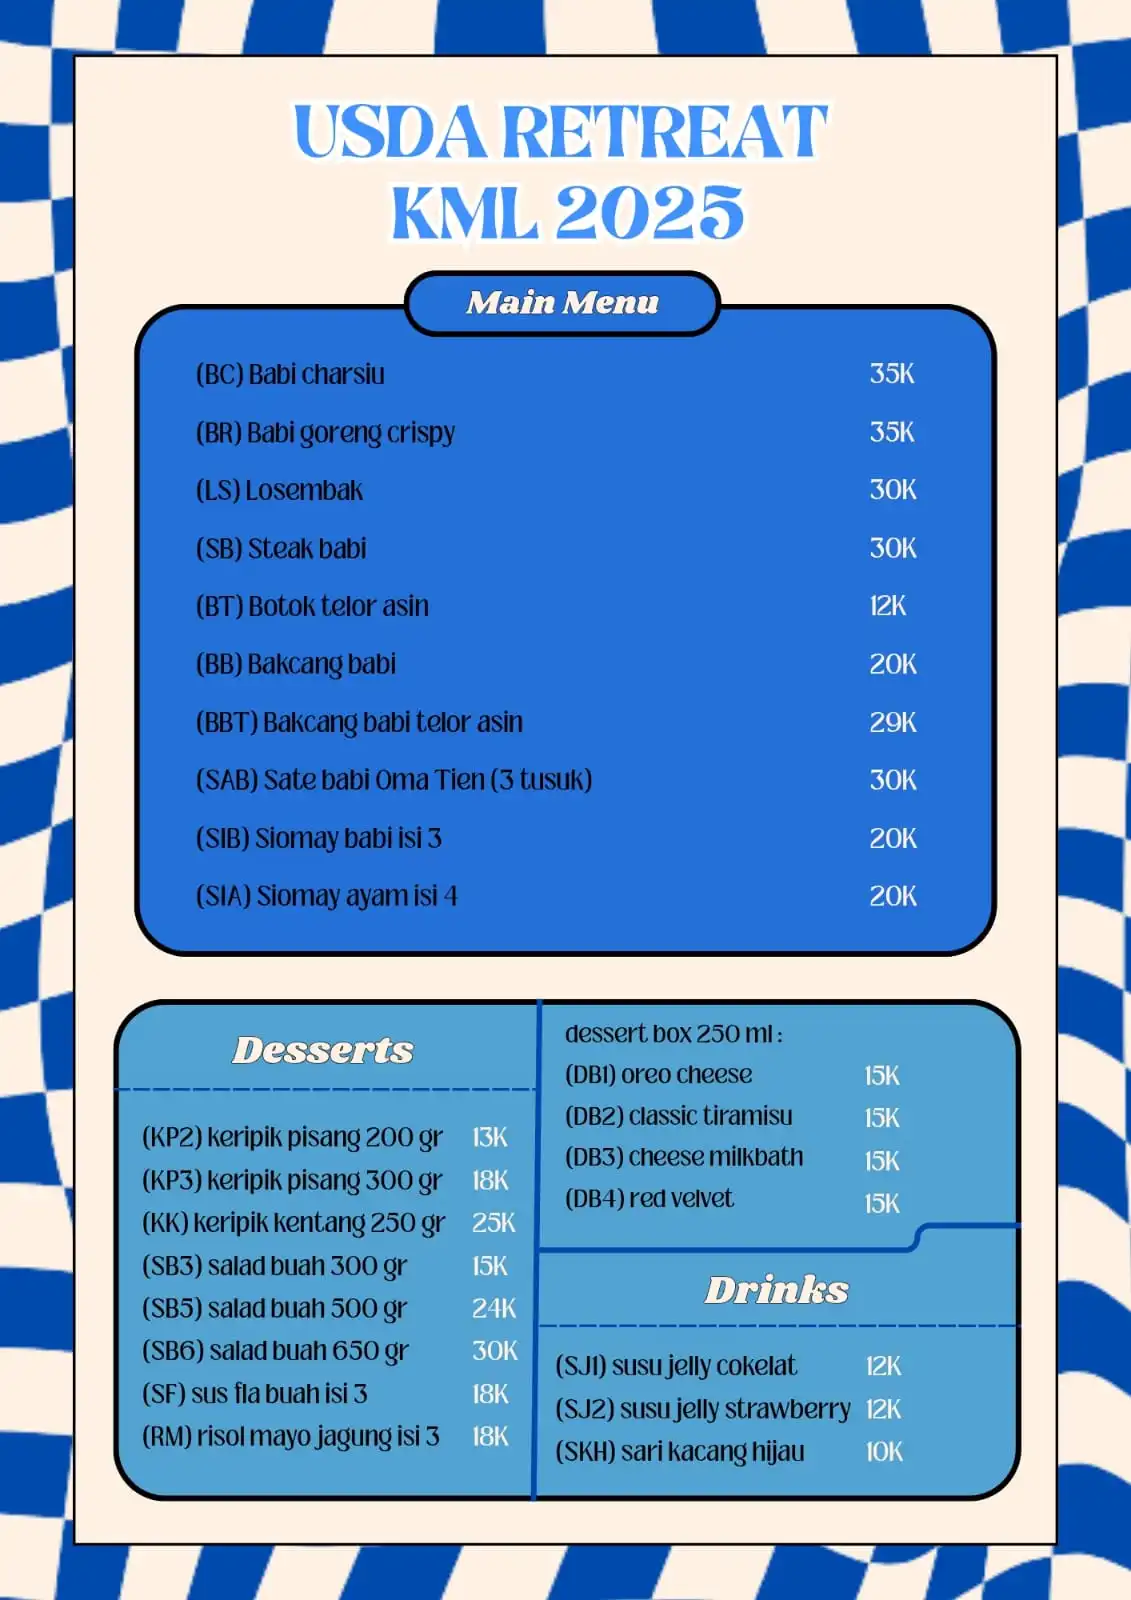 USDA RETREAT
KML 2025
Main Menu
(BC) Babi charsiu 35K
(BR) Babi goreng crispy 35K
(LS) Losembak 30K
(SB) Steak babi 30K
(BT) Botok telor asin 12K
(BB) Bakcang babi 20K
(BBT) Bakcang babi telor asin 29K
(SAB) Sate babi Oma Tien (3 tusuk) 30K
(SIB) Siomay babi isi 3 20K
(SIA) Siomay ayam isi 4 20K
Desserts
(KP2) keripik pisang 200 gr 13K
(KP3) keripik pisang 300 gr 18K
(KK) keripik kentang 250 gr 25K
(SB3) salad buah 300 gr 15K
(SB5) salad buah 500 gr 24K
(SB6) salad buah 650 gr 30K
(SF) sus fla buah isi 3 18K
(RM) risol mayo jagung isi 3 18K
dessert box 250 ml :
(DB1) oreo cheese 15K
(DB2) classic tiramisu 15K
(DB3) cheese milkbath 15K
(DB4) red velvet 15K
Drinks
(SJ1) susu jelly cokelat 12K
(SJ2) susu jelly strawberry 12K
(SKH) sari kacang hijau 10K